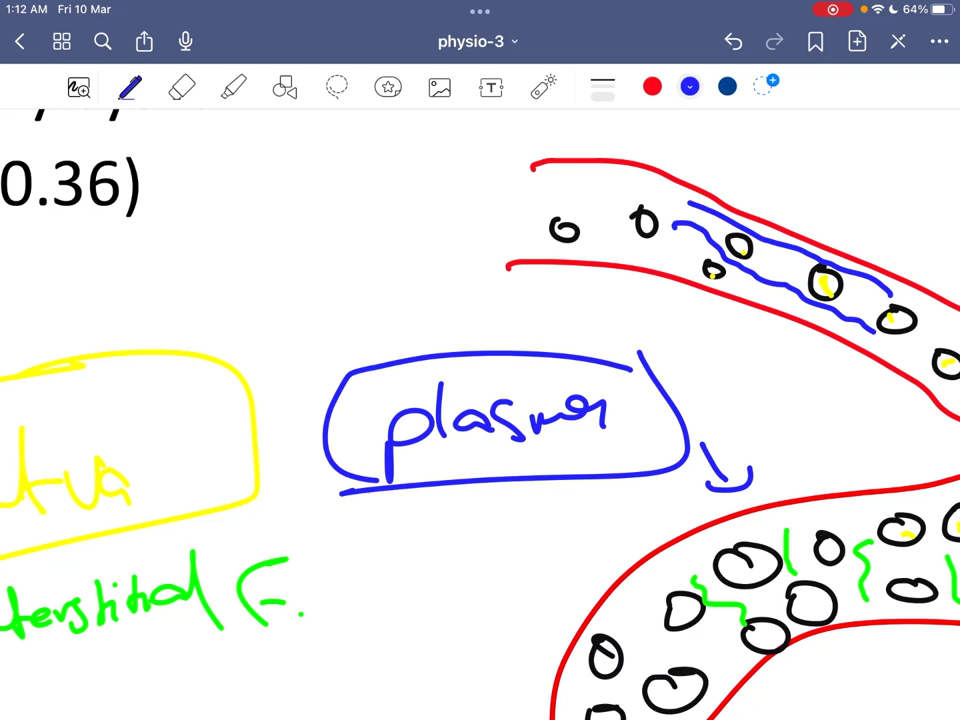 1:12 AM Fri 10 Mar
64%
physio-3
0.36)
plasma
terstitial F.